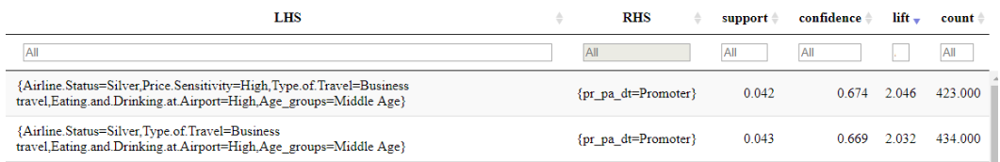 LHS RHS support confidence lift count
All All All All . All
{Airline.Status=Silver,Price.Sensitivity=High,Type.of.Travel=Business
travel,Eating.and.Drinking.at.Airport=High,Age_groups=Middle Age} {pr_pa_dt=Promoter} 0.042 0.674 2.046 423.000
{Airline.Status=Silver,Type.of.Travel=Business
travel,Eating.and.Drinking.at.Airport=High,Age_groups=Middle Age} {pr_pa_dt=Promoter} 0.043 0.669 2.032 434.000